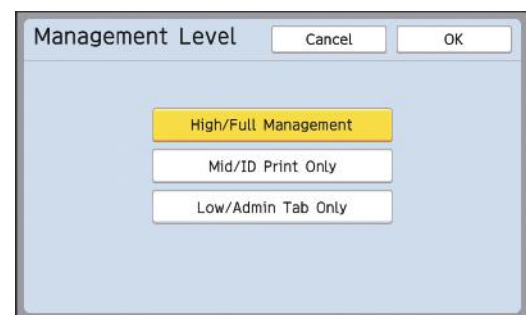 Management Level
Cancel
OK
High/Full Management
Mid/ID Print Only
Low/Admin Tab Only